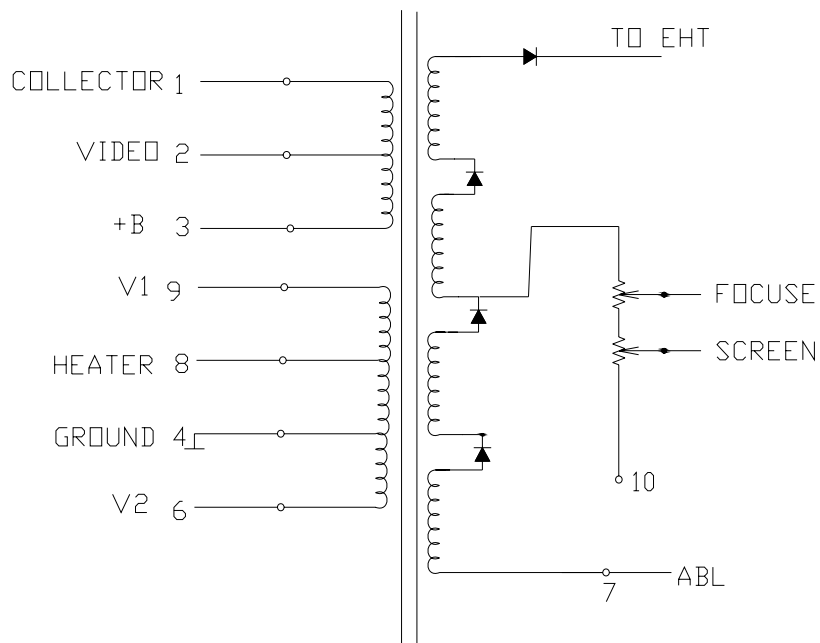 TO EHT
COLLECTOR 1
VIDEO 2
+B 3
V1 9
FOCUSE
HEATER 8
SCREEN
GROUND 4
V2 6
10
ABL
7